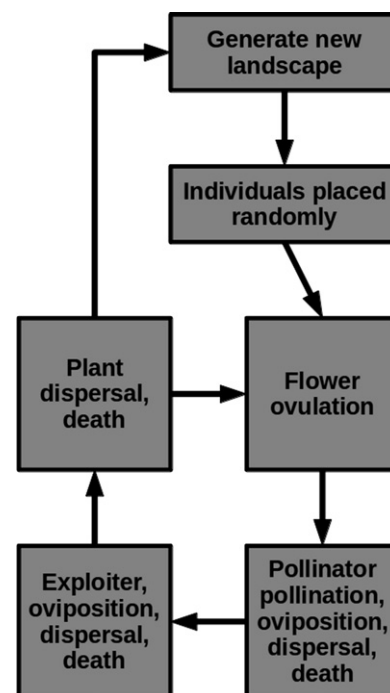 Generate new
landscape
Individuals placed
randomly
Plant
dispersal,
death
Flower
ovulation
Exploiter,
oviposition,
dispersal,
death
Pollinator
pollination,
oviposition,
dispersal,
death